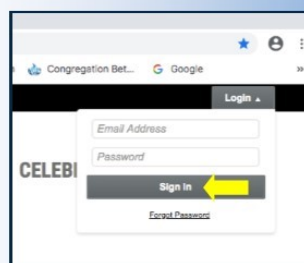 Congregation Bet... Google »
Login ▲
Email Address
Password
CELEB
Sign in
Forgot Password